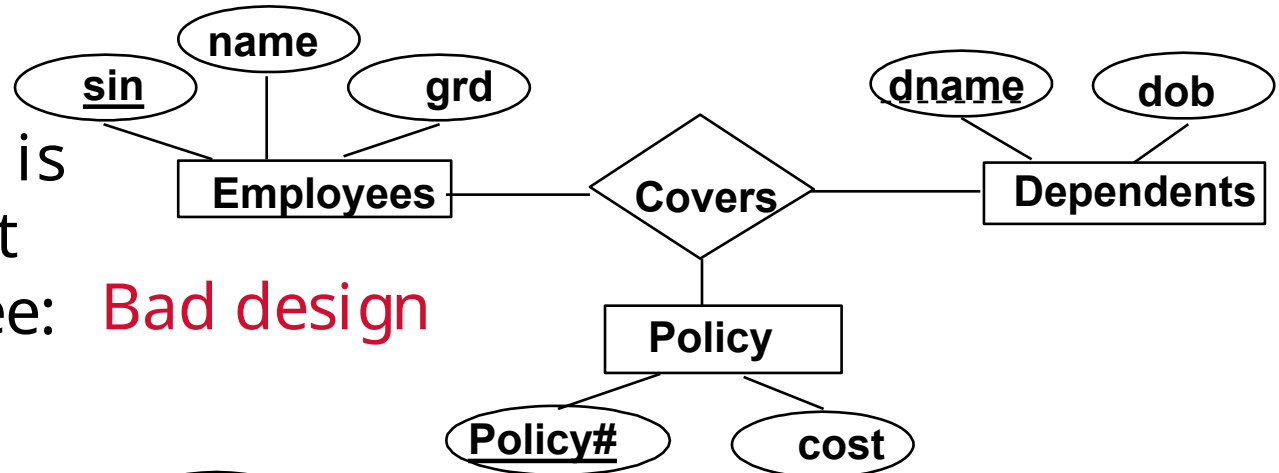 name
sin
grd
dname
dob
is
Employees
Covers
Dependents
t
ee: Bad design
Policy
Policy#
cost